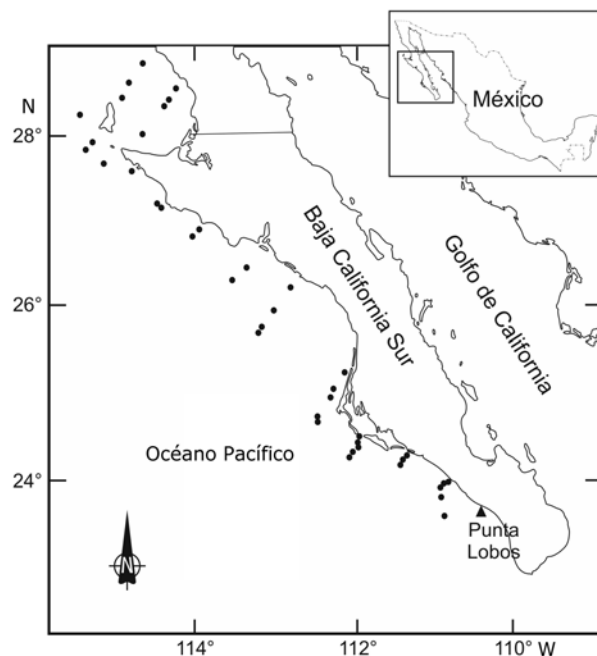 México
N
28°
26°
24°
Baja California Sur
Golfo de California
Océano Pacífico
Punta
Lobos
N
114°
112°
110° W